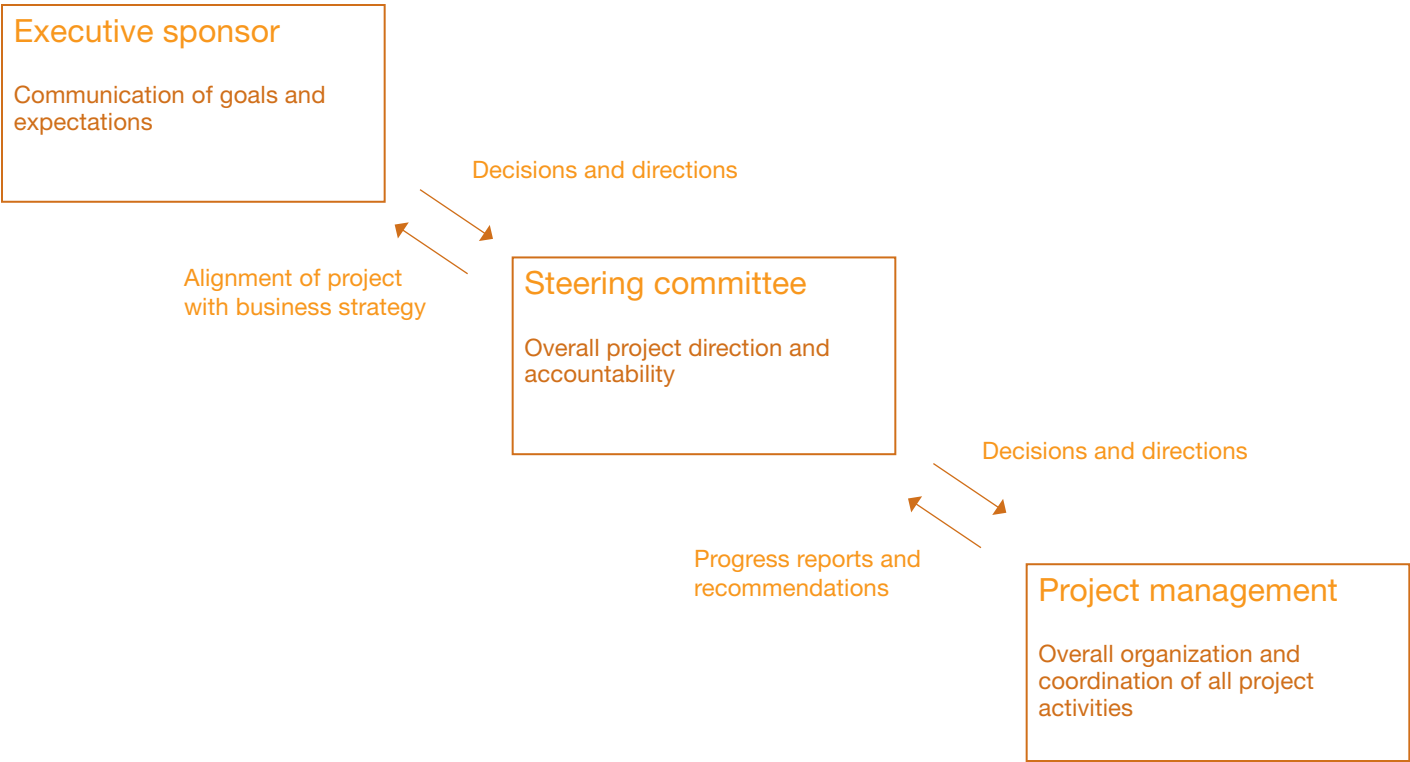 Executive sponsor
Communication of goals and
expectations
Decisions and directions
Alignment of project
with business strategy
Steering committee
Overall project direction and
accountability
Decisions and directions
Progress reports and
recommendations
Project management
Overall organization and
coordination of all project
activities